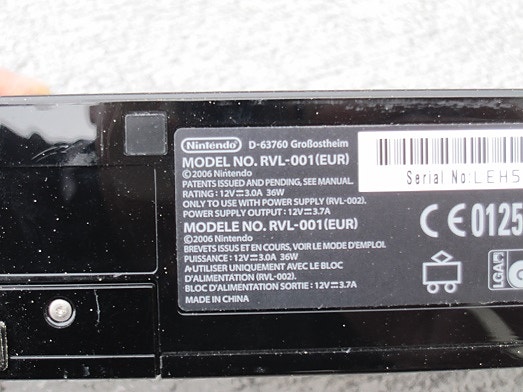 Nintendo D-63760 Großostheim
MODEL NO. RVL-001(EUR)
©2006 Nintendo
PATENTS ISSUED AND PENDING, SEE MANUAL.
RATING : 12V⎓3.0A 36W
ONLY TO USE WITH POWER SUPPLY (RVL-002).
POWER SUPPLY OUTPUT : 12V⎓3.7A
MODELE NO. RVL-001(EUR)
©2006 Nintendo
BREVETS ISSUS ET EN COURS, VOIR LE MODE D'EMPLOI.
PUISSANCE : 12V⎓3.0A 36W
A UTILISER UNIQUEMENT AVEC LE BLOC
D'ALIMENTATION (RVL-002).
BLOC D'ALIMENTATION SORTIE : 12V⎓3.7A
MADE IN CHINA
Serial No: LEH5
CE0125
LGA